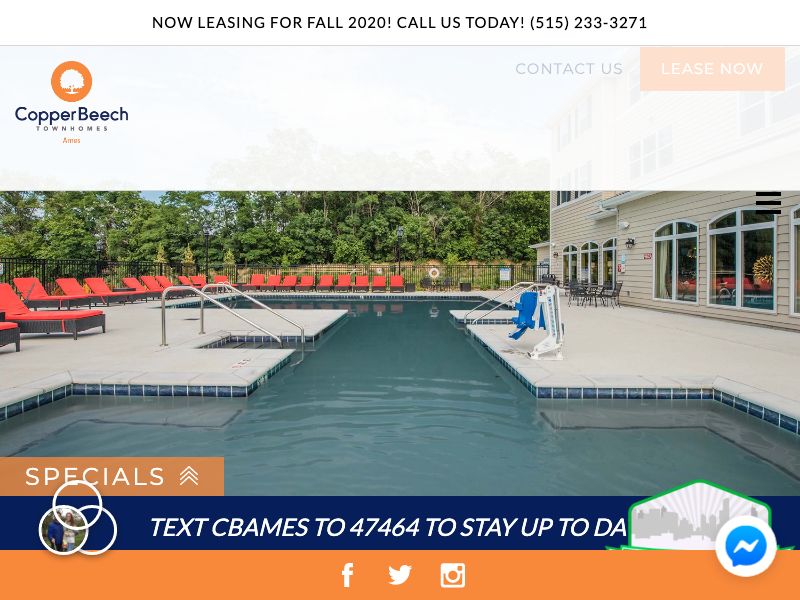 NOW LEASING FOR FALL 2020! CALL US TODAY! (515) 233-3271
CONTACT US
LEASE NOW
CopperBeech
TOWNHOMES
Ames
SPECIALS
TEXT CBAMES TO 47464 TO STAY UP TO DA